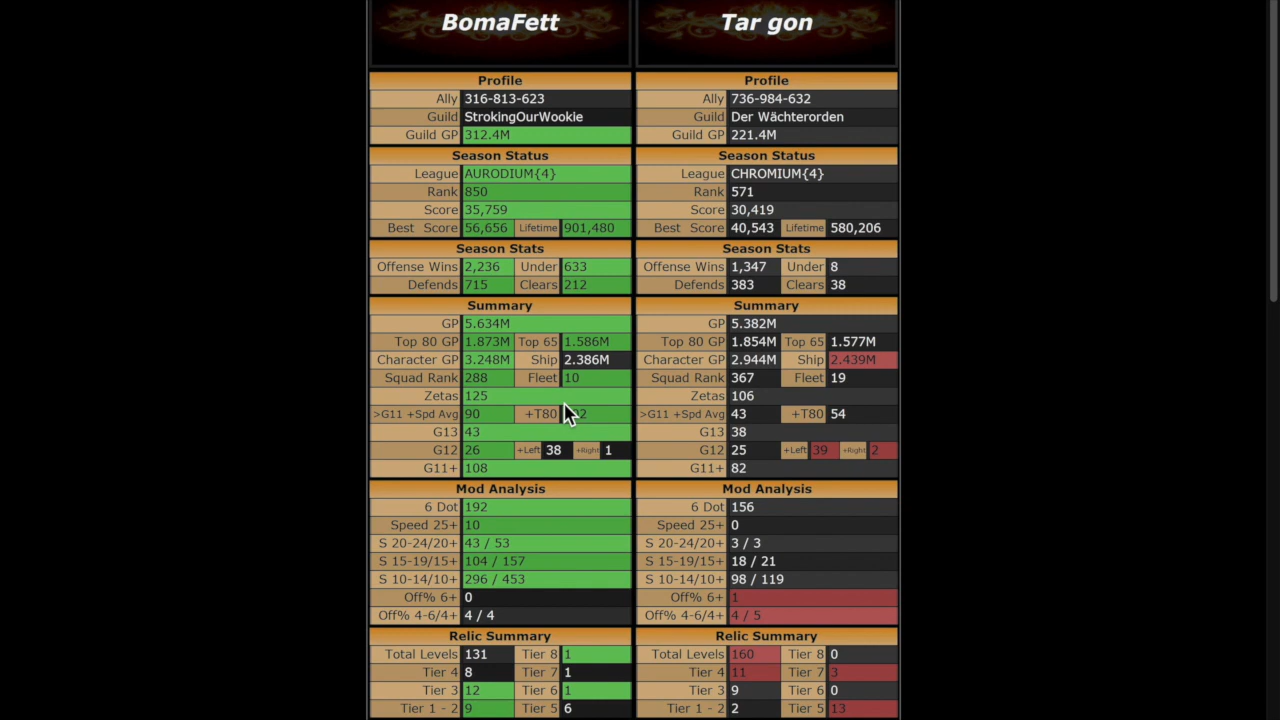 BomaFett Tar gon
Profile Profile
Ally 316-813-623 Ally 736-984-632
Guild StrokingOurWookie Guild Der Wächterorden
Guild GP 312.4M Guild GP 221.4M
Season Status Season Status
League AURODIUM{4} League CHROMIUM{4}
Rank 850 Rank 571
Score 35,759 Score 30,419
Best Score 56,656 Lifetime 901,480 Best Score 40,543 Lifetime 580,206
Season Stats Season Stats
Offense Wins 2,236 Under 633 Offense Wins 1,347 Under 8
Defends 715 Clears 212 Defends 383 Clears 38
Summary Summary
GP 5.634M GP 5.382M
Top 80 GP 1.873M Top 65 1.586M Top 80 GP 1.854M Top 65 1.577M
Character GP 3.248M Ship 2.386M Character GP 2.944M Ship 2.439M
Squad Rank 288 Fleet 10 Squad Rank 367 Fleet 19
Zetas 125 Zetas 106
>G11 +Spd Avg 90 +T80 >G11 +Spd Avg 43 +T80 54
G13 43 G13 38
G12 26 +Left 38 +Right 1 G12 25 +Left 39 +Right 2
G11+ 108 G11+ 82
Mod Analysis Mod Analysis
6 Dot 192 6 Dot 156
Speed 25+ 10 Speed 25+ 0
S 20-24/20+ 43 / 53 S 20-24/20+ 3 / 3
S 15-19/15+ 104 / 157 S 15-19/15+ 18 / 21
S 10-14/10+ 296 / 453 S 10-14/10+ 98 / 119
Off% 6+ 0 Off% 6+ 1
Off% 4-6/4+ 4 / 4 Off% 4-6/4+ 4 / 5
Relic Summary Relic Summary
Total Levels 131 Tier 8 1 Total Levels 160 Tier 8 0
Tier 4 8 Tier 7 1 Tier 4 11 Tier 7 3
Tier 3 12 Tier 6 1 Tier 3 9 Tier 6 0
Tier 1 - 2 9 Tier 5 6 Tier 1 - 2 2 Tier 5 13